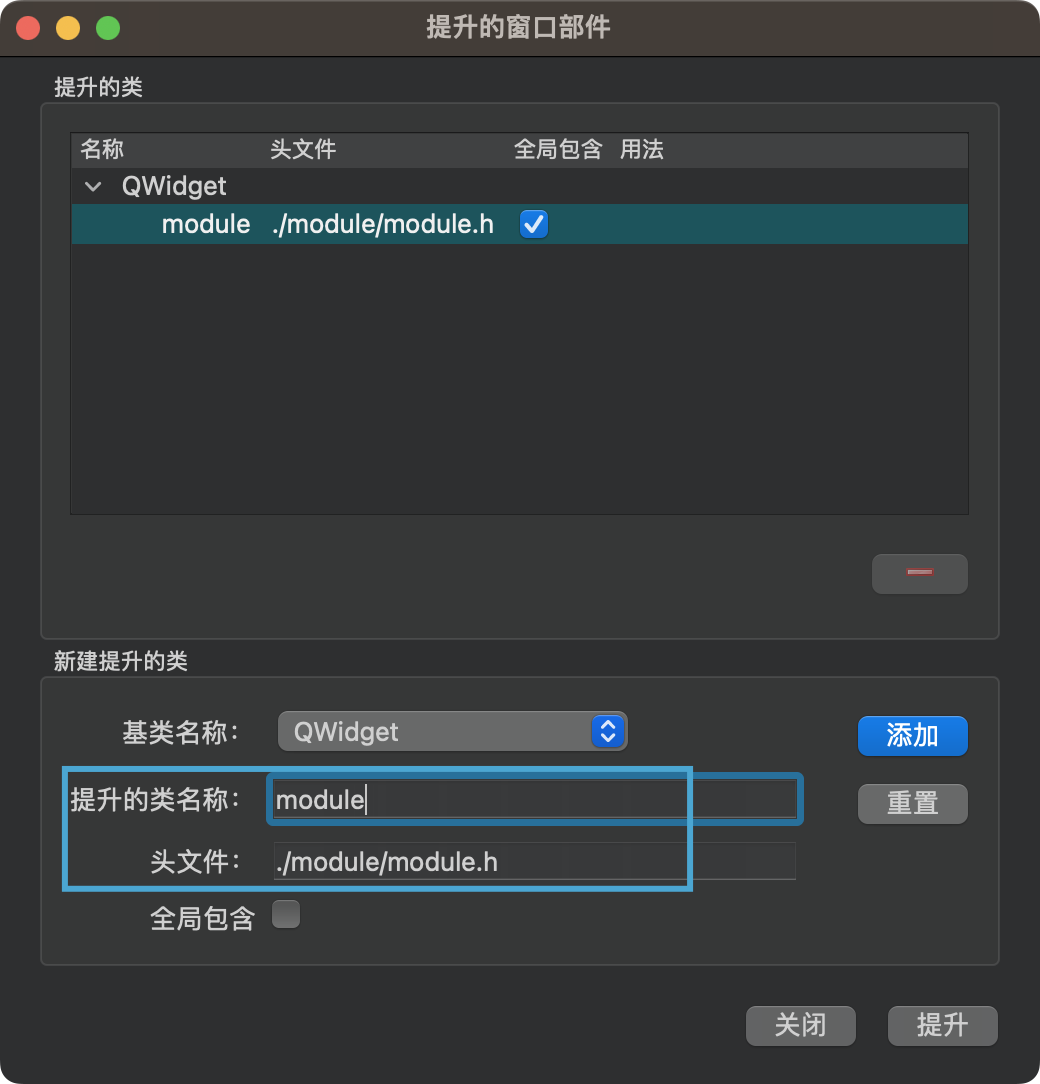 提升的窗口部件
提升的类
名称 头文件 全局包含 用法
QWidget
module ./module/module.h
新建提升的类
基类名称： QWidget 添加
提升的类名称： module 重置
头文件： ./module/module.h
全局包含
关闭 提升